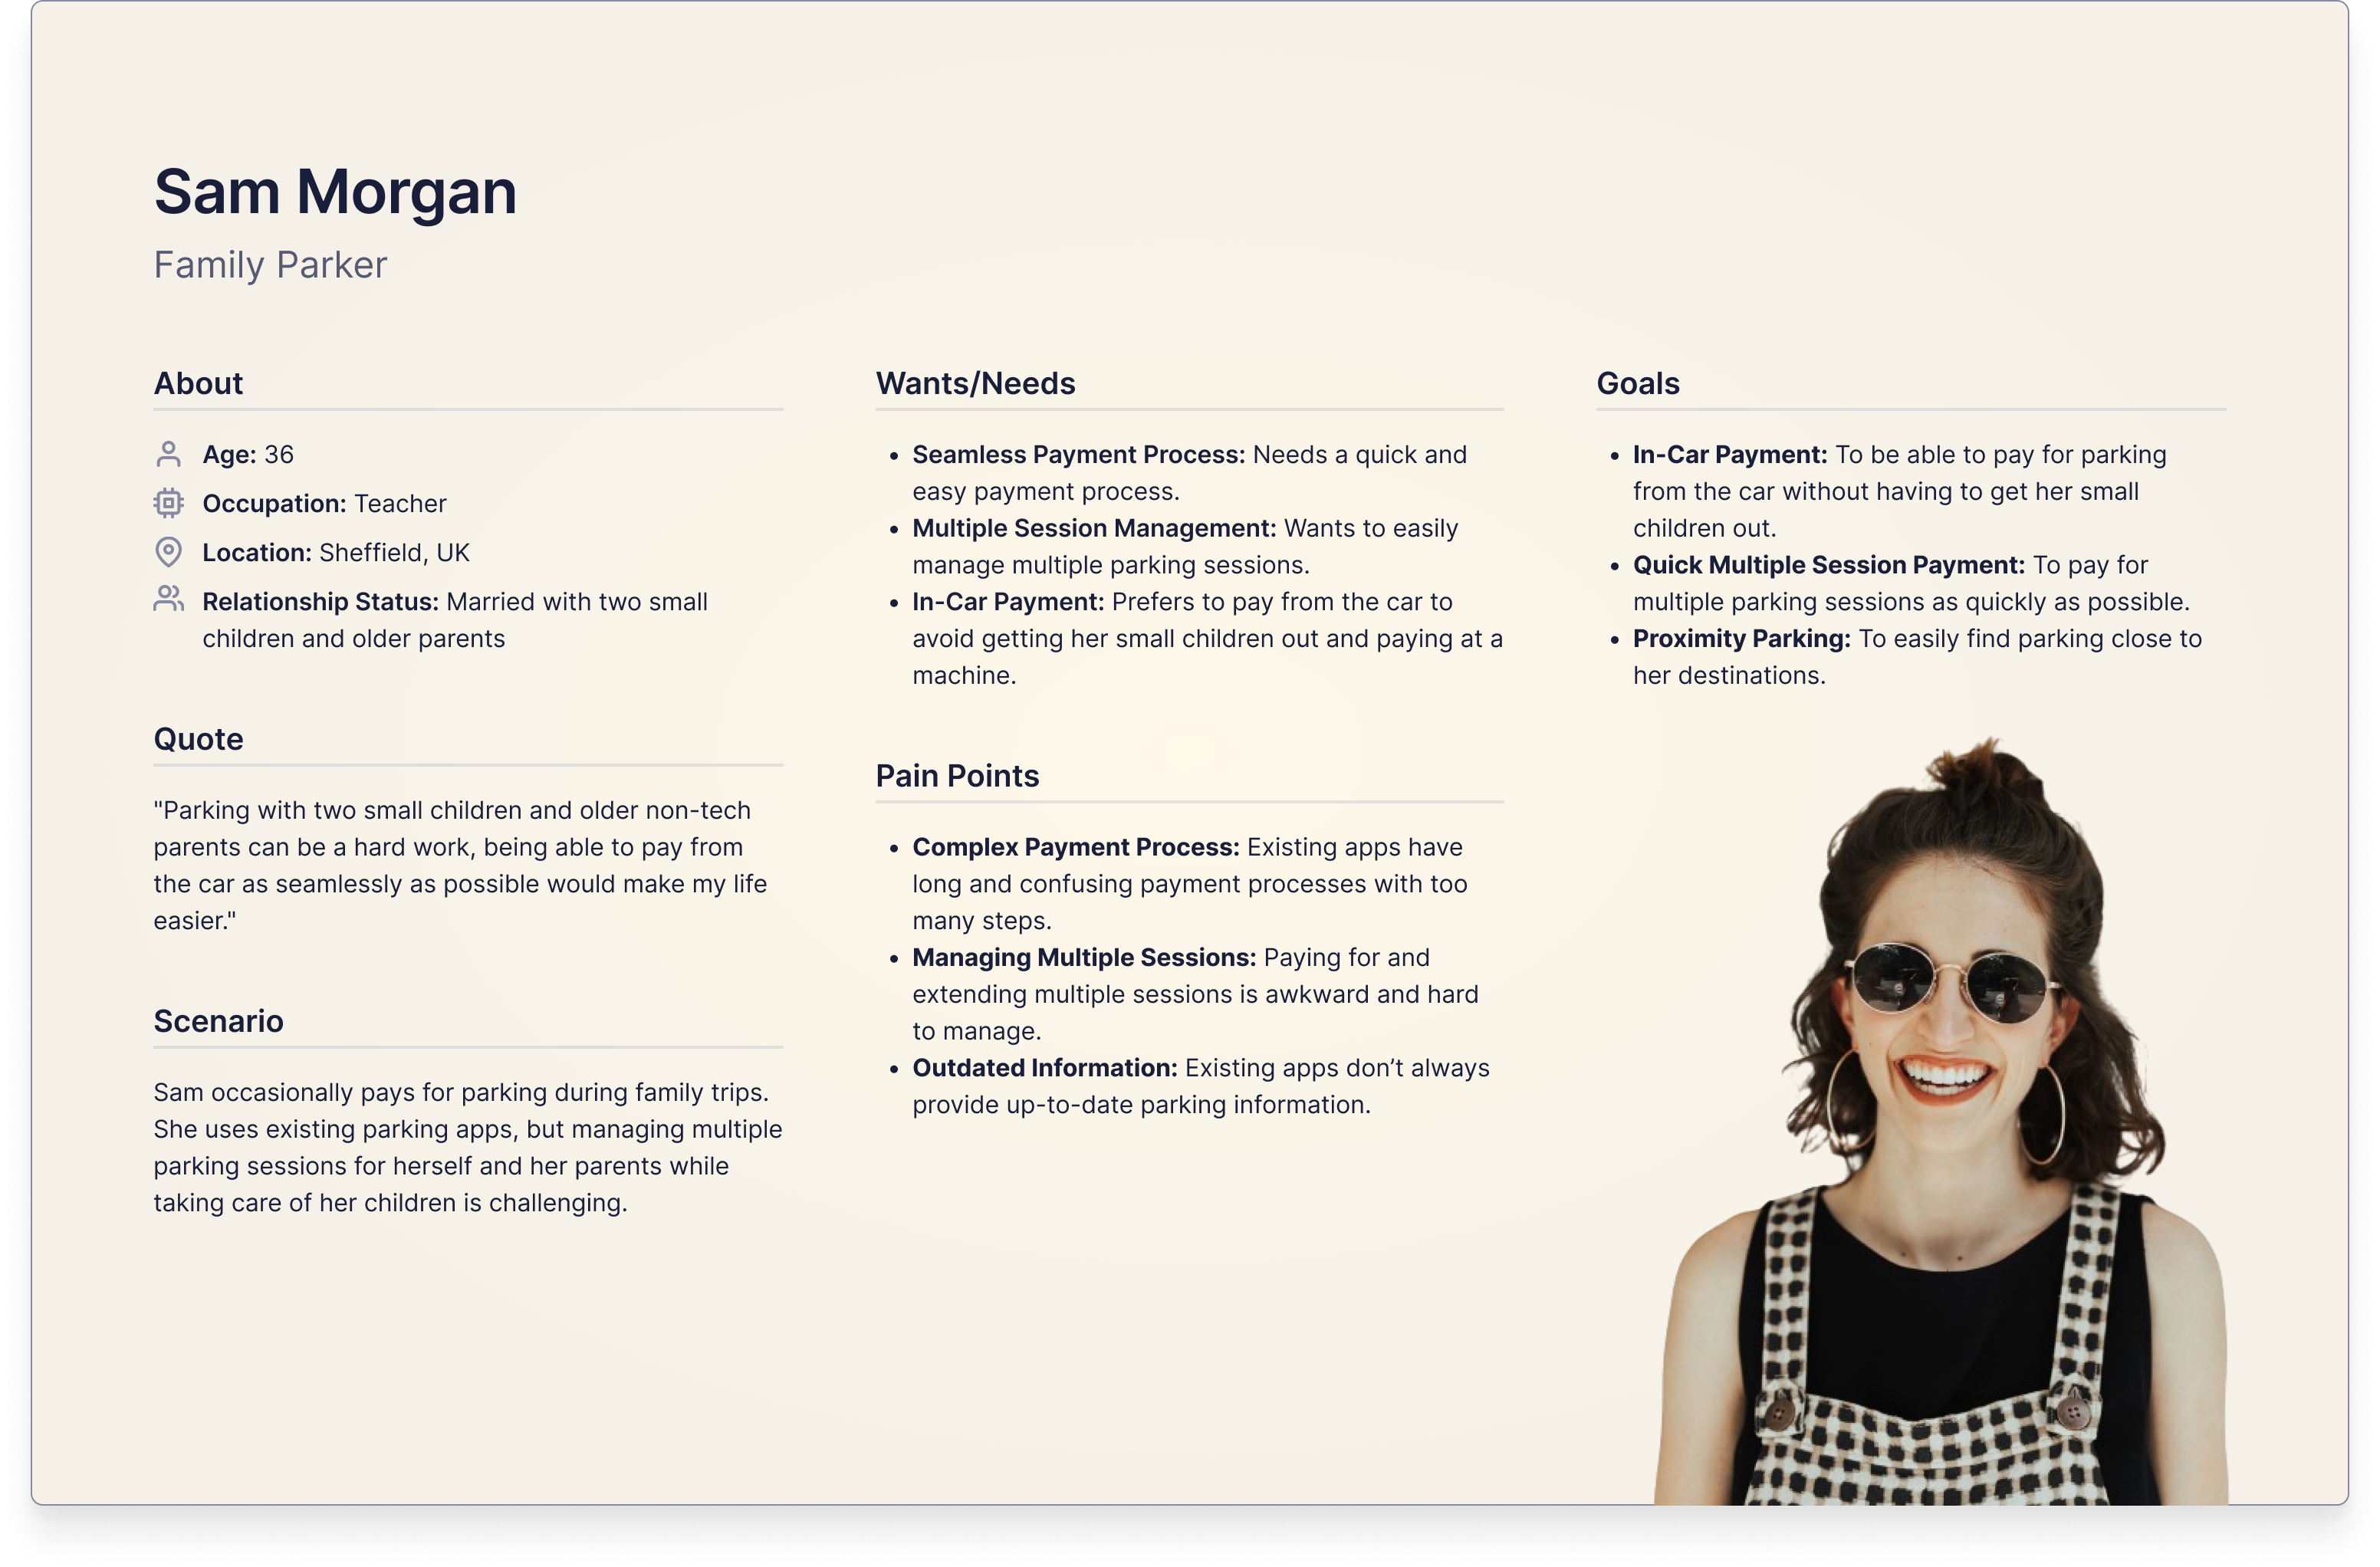 Sam Morgan
Family Parker
About
Age: 36
Occupation: Teacher
Location: Sheffield, UK
Relationship Status: Married with two small
children and older parents
Quote
"Parking with two small children and older non-tech
parents can be a hard work, being able to pay from
the car as seamlessly as possible would make my life
easier."
Scenario
Sam occasionally pays for parking during family trips.
She uses existing parking apps, but managing multiple
parking sessions for herself and her parents while
taking care of her children is challenging.
Wants/Needs
• Seamless Payment Process: Needs a quick and
easy payment process.
• Multiple Session Management: Wants to easily
manage multiple parking sessions.
• In-Car Payment: Prefers to pay from the car to
avoid getting her small children out and paying at a
machine.
Pain Points
• Complex Payment Process: Existing apps have
long and confusing payment processes with too
many steps.
• Managing Multiple Sessions: Paying for and
extending multiple sessions is awkward and hard
to manage.
• Outdated Information: Existing apps don’t always
provide up-to-date parking information.
Goals
• In-Car Payment: To be able to pay for parking
from the car without having to get her small
children out.
• Quick Multiple Session Payment: To pay for
multiple parking sessions as quickly as possible.
• Proximity Parking: To easily find parking close to
her destinations.